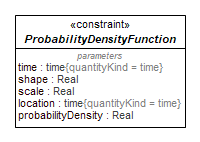 «constraint»
ProbabilityDensityFunction
parameters
time : time{quantityKind = time}
shape : Real
scale : Real
location : time{quantityKind = time}
probabilityDensity : Real